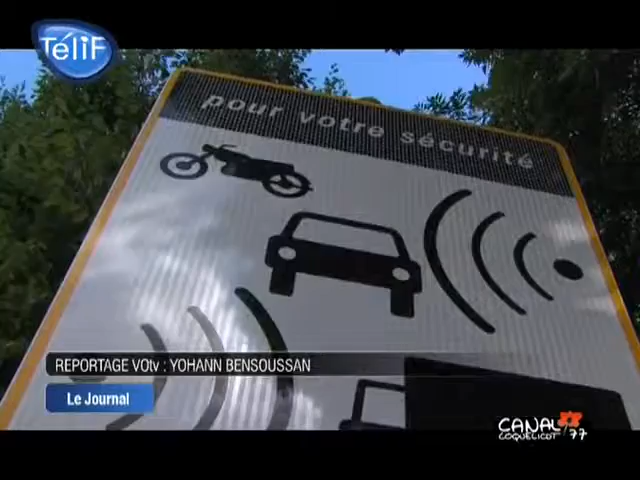 TéliF
pour votre sécurité
REPORTAGE VOtv : YOHANN BENSOUSSAN
Le Journal
CANAL
COQUELICOT 77